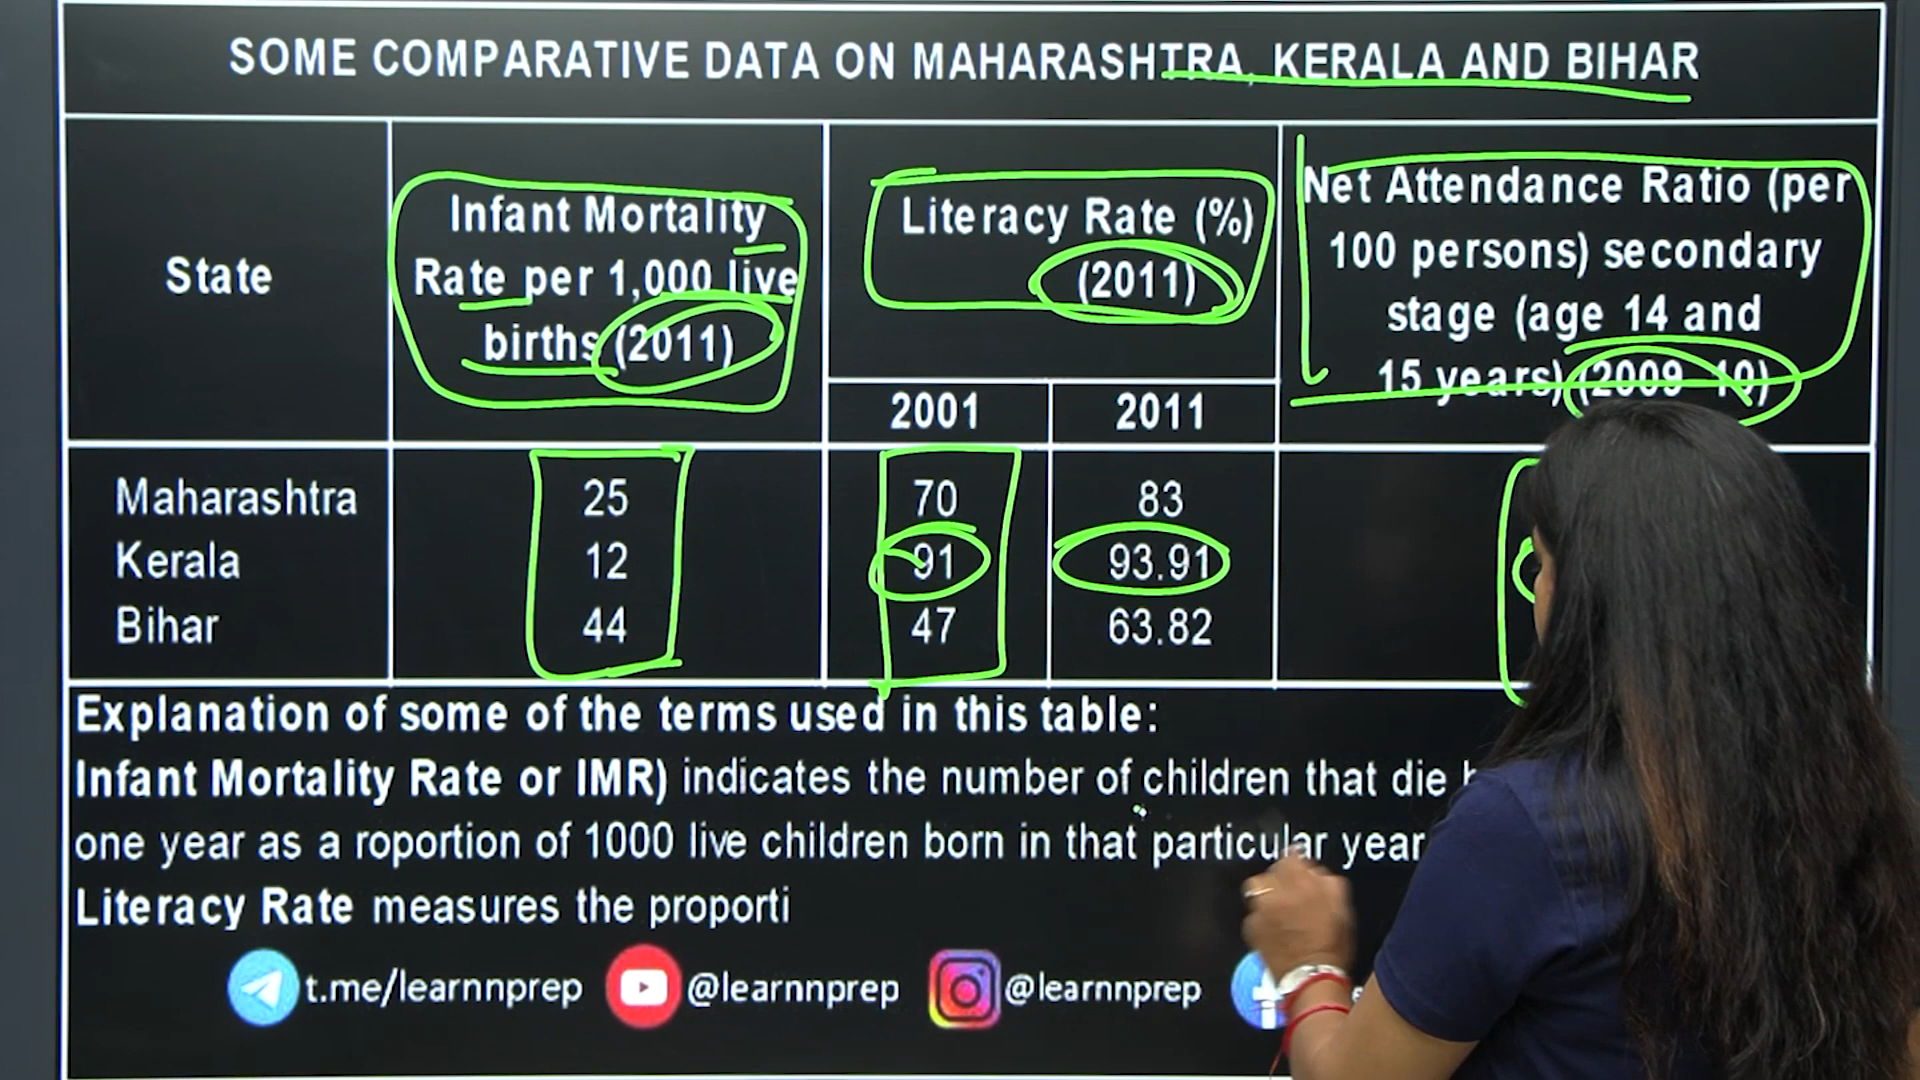 SOME COMPARATIVE DATA ON MAHARASHTRA, KERALA AND BIHAR
State
Infant Mortality
Rate per 1,000 live
births (2011)
Literacy Rate (%)
(2011)
Net Attendance Ratio (per
100 persons) secondary
stage (age 14 and
15 years) (2009-10)
2001 2011
Maharashtra 25 70 83
Kerala 12 91 93.91
Bihar 44 47 63.82
Explanation of some of the terms used in this table:
Infant Mortality Rate or IMR) indicates the number of children that die
one year as a roportion of 1000 live children born in that particular year
Literacy Rate measures the proporti
t.me/learnnprep @learnnprep @learnnprep